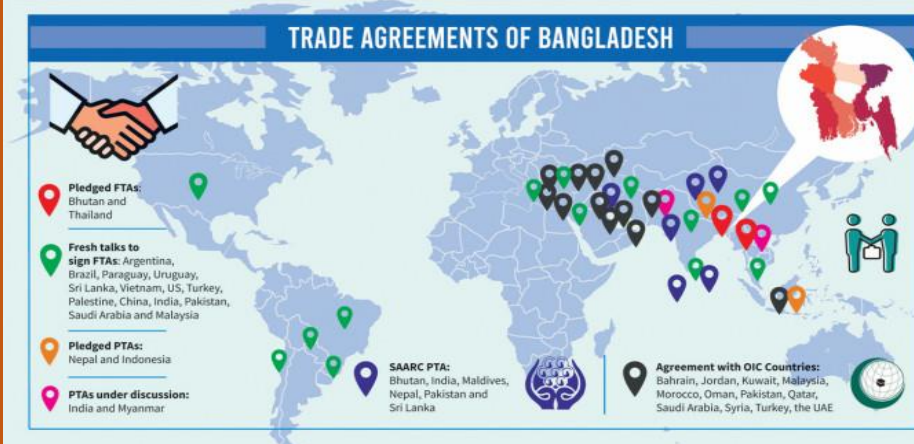 TRADE AGREEMENTS OF BANGLADESH
Pledged FTAs:
Bhutan and
Thailand
Fresh talks to
sign FTAs: Argentina,
Brazil, Paraguay, Uruguay,
Sri Lanka, Vietnam, US, Turkey,
Palestine, China, India, Pakistan,
Saudi Arabia and Malaysia
Pledged PTAs:
Nepal and Indonesia
PTAs under discussion:
India and Myanmar
SAARC PTA:
Bhutan, India, Maldives,
Nepal, Pakistan and
Sri Lanka
Agreement with OIC Countries:
Bahrain, Jordan, Kuwait, Malaysia,
Morocco, Oman, Pakistan, Qatar,
Saudi Arabia, Syria, Turkey, the UAE